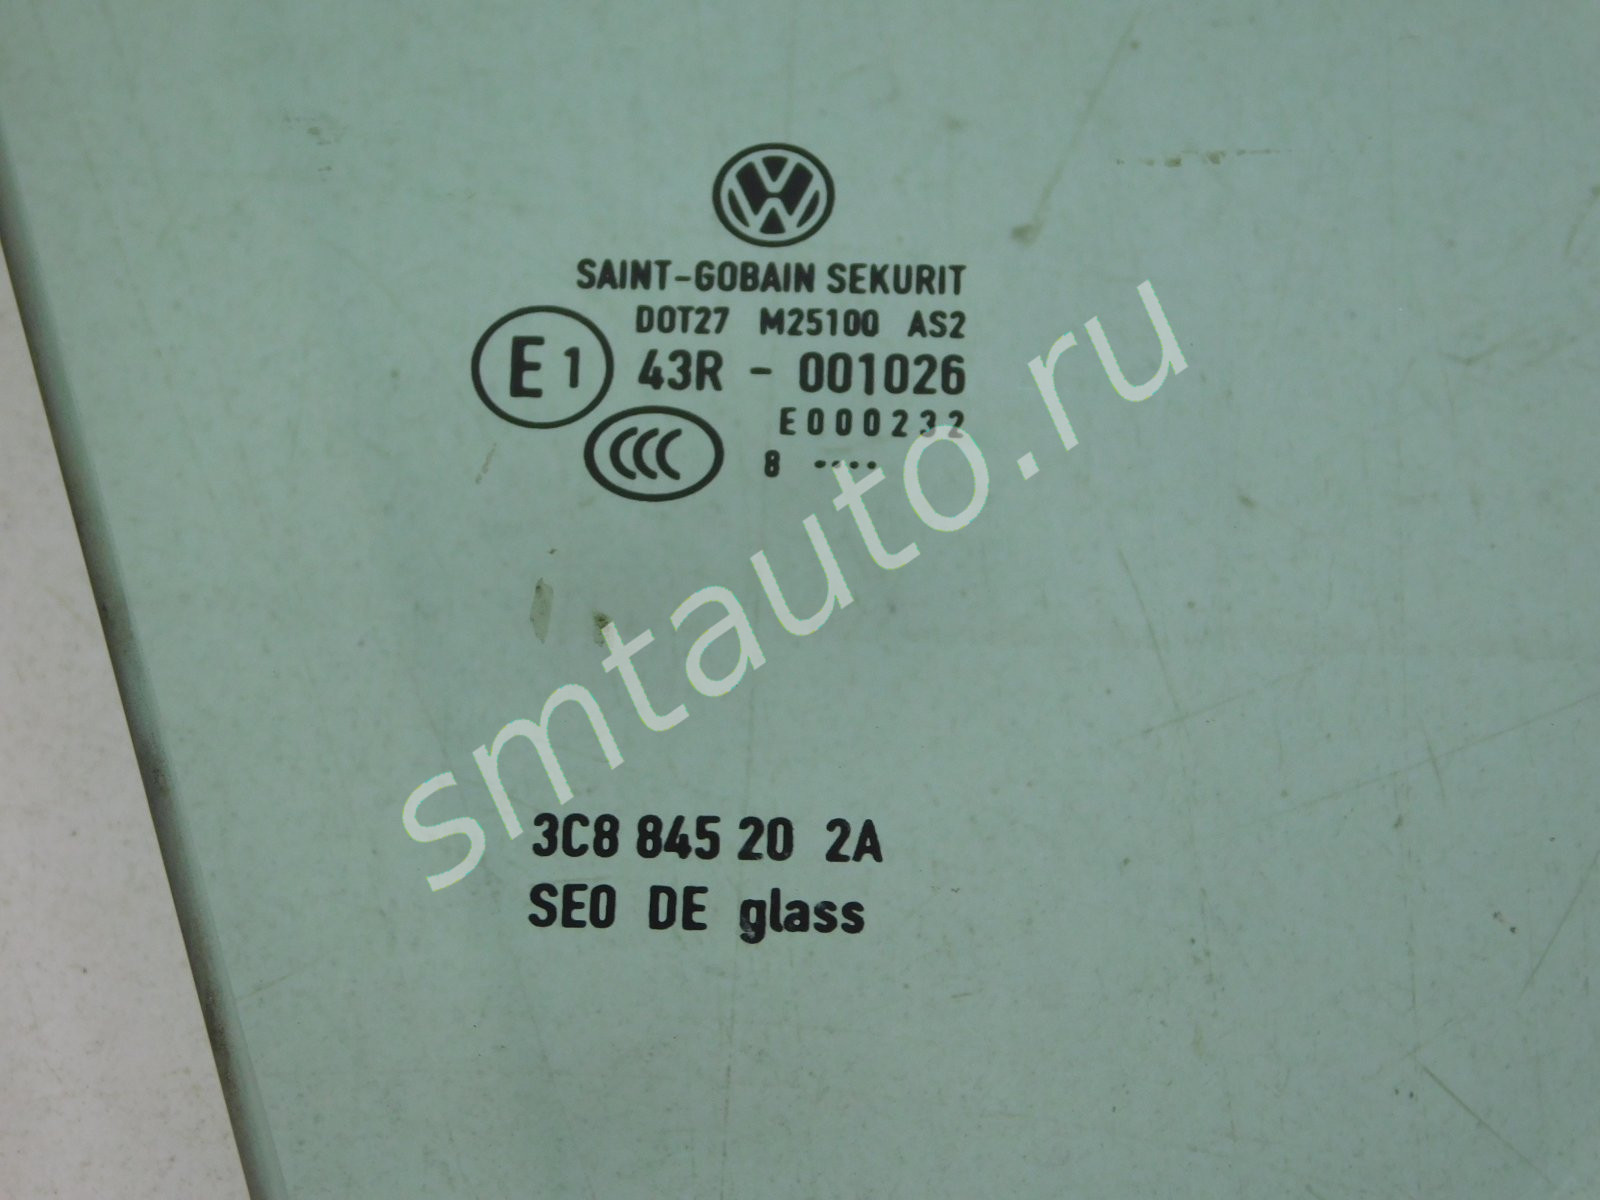 SAINT-GOBAIN SEKURIT
DOT27 M25100 AS2
E1 43R - 001026
E000232
CCC 8 ····
smtauto.ru
3C8 845 20 2A
SEO DE glass